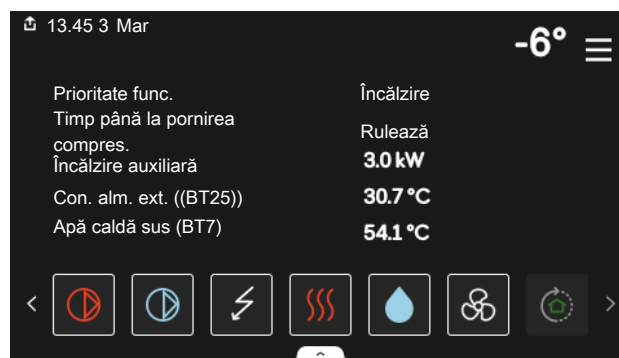 13.45 3 Mar
-6°
Prioritate func. Încălzire
Timp până la pornirea
compres. Rulează
Încălzire auxiliară 3.0 kW
Con. alm. ext. ((BT25)) 30.7 °C
Apă caldă sus (BT7) 54.1 °C